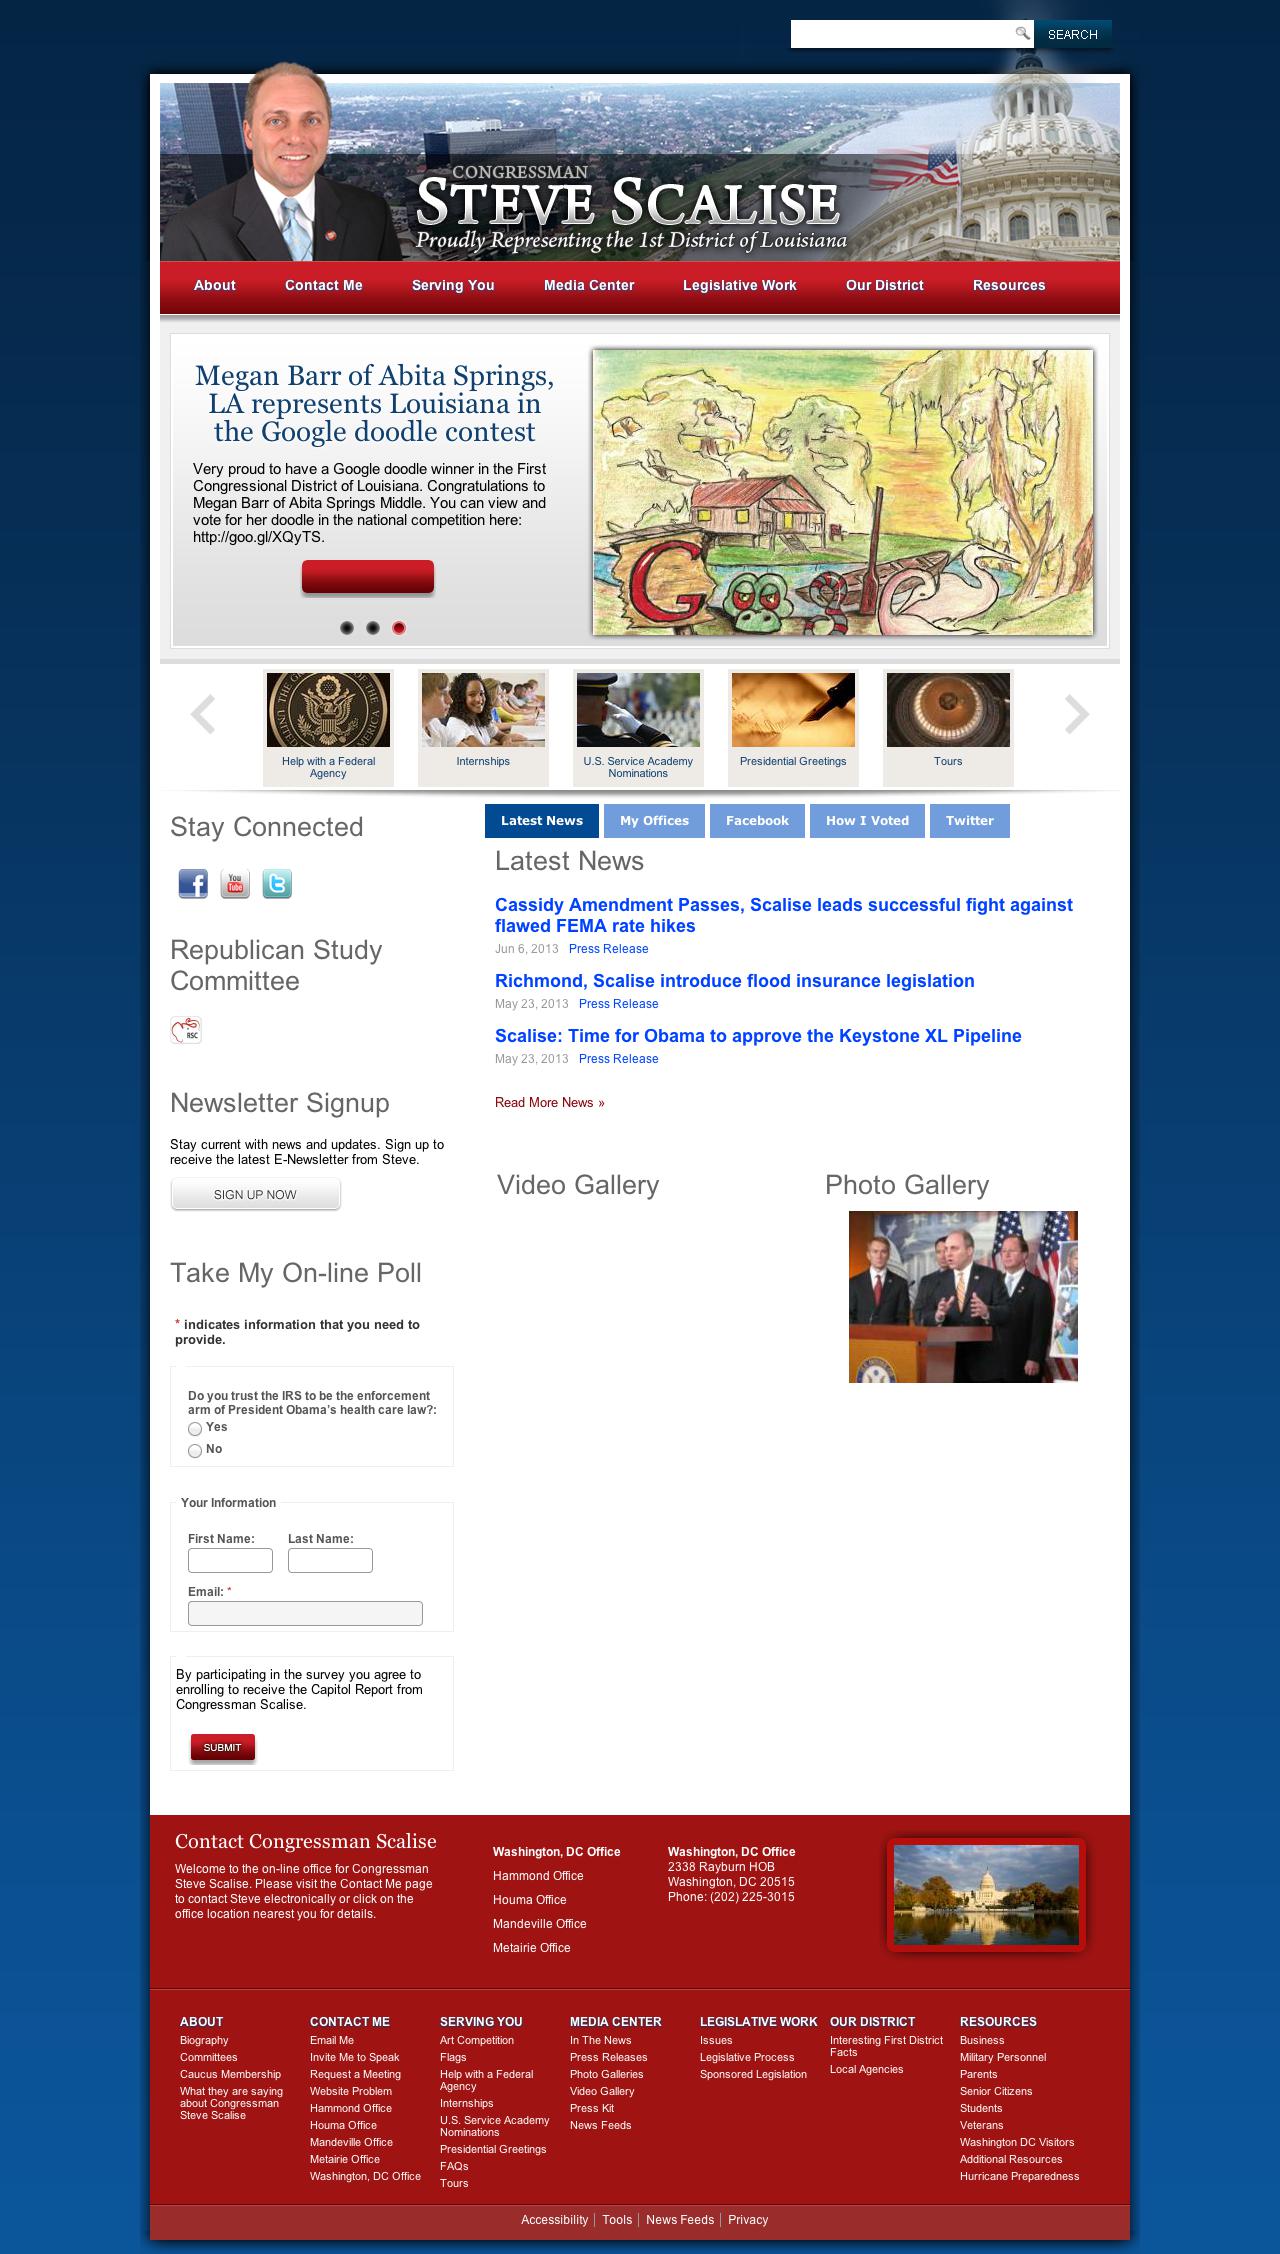 SEARCH
CONGRESSMAN
STEVE SCALISE
Proudly Representing the 1st District of Louisiana
About Contact Me Serving You Media Center Legislative Work Our District Resources
Megan Barr of Abita Springs,
LA represents Louisiana in
the Google doodle contest
Very proud to have a Google doodle winner in the First
Congressional District of Louisiana. Congratulations to
Megan Barr of Abita Springs Middle. You can view and
vote for her doodle in the national competition here:
http://goo.gl/XQyTS.
Help with a Federal
Agency
Internships
U.S. Service Academy
Nominations
Presidential Greetings
Tours
Stay Connected
You
Tube
Republican Study
Committee
RSC
Newsletter Signup
Stay current with news and updates. Sign up to
receive the latest E-Newsletter from Steve.
SIGN UP NOW
Take My On-line Poll
* indicates information that you need to
provide.
Do you trust the IRS to be the enforcement
arm of President Obama's health care law?:
Yes
No
Your Information
First Name: Last Name:
Email: *
By participating in the survey you agree to
enrolling to receive the Capitol Report from
Congressman Scalise.
SUBMIT
Latest News My Offices Facebook How I Voted Twitter
Latest News
Cassidy Amendment Passes, Scalise leads successful fight against
flawed FEMA rate hikes
Jun 6, 2013 Press Release
Richmond, Scalise introduce flood insurance legislation
May 23, 2013 Press Release
Scalise: Time for Obama to approve the Keystone XL Pipeline
May 23, 2013 Press Release
Read More News »
Video Gallery
Photo Gallery
Contact Congressman Scalise
Welcome to the on-line office for Congressman
Steve Scalise. Please visit the Contact Me page
to contact Steve electronically or click on the
office location nearest you for details.
Washington, DC Office
Hammond Office
Houma Office
Mandeville Office
Metairie Office
Washington, DC Office
2338 Rayburn HOB
Washington, DC 20515
Phone: (202) 225-3015
ABOUT
Biography
Committees
Caucus Membership
What they are saying
about Congressman
Steve Scalise
CONTACT ME
Email Me
Invite Me to Speak
Request a Meeting
Website Problem
Hammond Office
Houma Office
Mandeville Office
Metairie Office
Washington, DC Office
SERVING YOU
Art Competition
Flags
Help with a Federal
Agency
Internships
U.S. Service Academy
Nominations
Presidential Greetings
FAQs
Tours
MEDIA CENTER
In The News
Press Releases
Photo Galleries
Video Gallery
Press Kit
News Feeds
LEGISLATIVE WORK
Issues
Legislative Process
Sponsored Legislation
OUR DISTRICT
Interesting First District
Facts
Local Agencies
RESOURCES
Business
Military Personnel
Parents
Senior Citizens
Students
Veterans
Washington DC Visitors
Additional Resources
Hurricane Preparedness
Accessibility Tools News Feeds Privacy